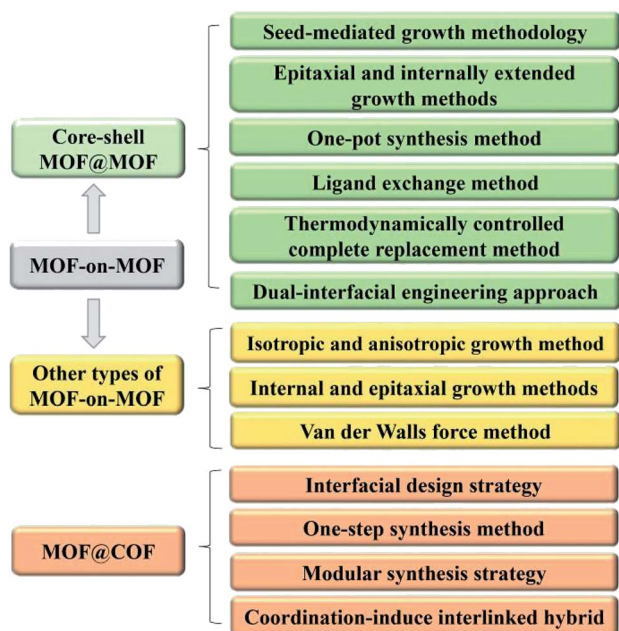 Core-shell
MOF@MOF
Seed-mediated growth methodology
Epitaxial and internally extended
growth methods
One-pot synthesis method
Ligand exchange method
Thermodynamically controlled
complete replacement method
Dual-interfacial engineering approach
MOF-on-MOF
Other types of
MOF-on-MOF
Isotropic and anisotropic growth method
Internal and epitaxial growth methods
Van der Walls force method
MOF@COF
Interfacial design strategy
One-step synthesis method
Modular synthesis strategy
Coordination-induce interlinked hybrid